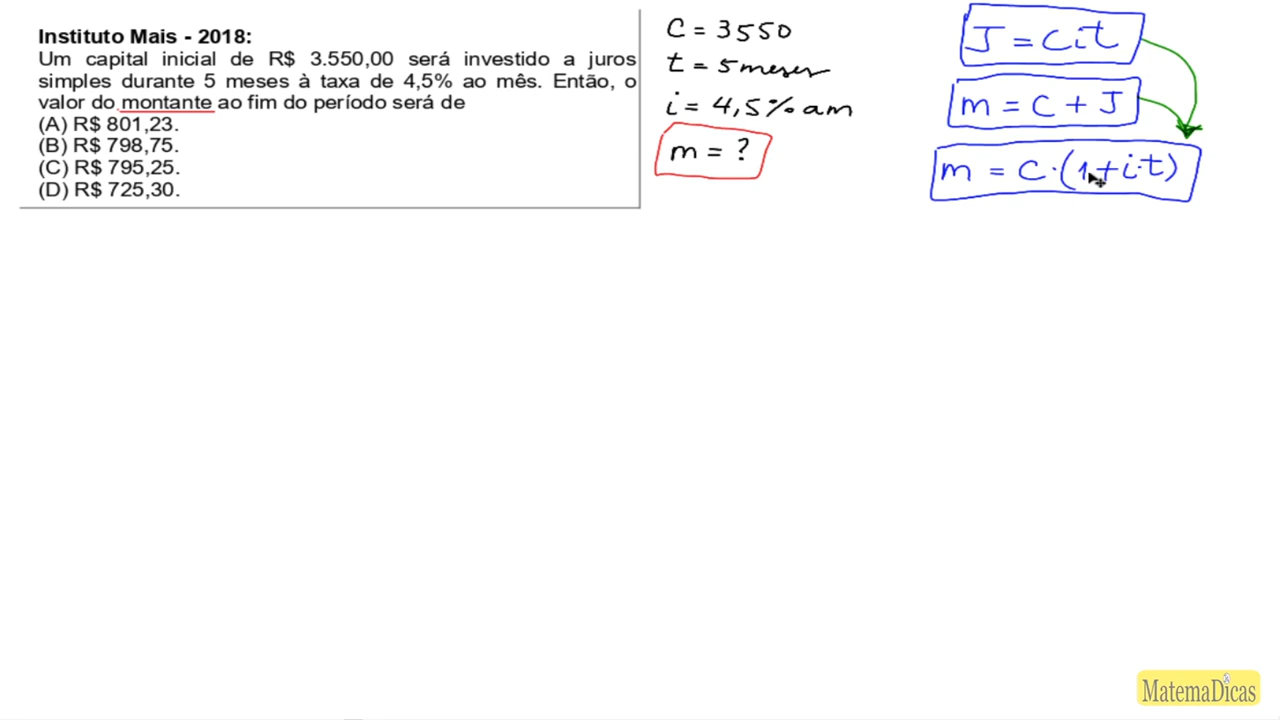 Instituto Mais - 2018:
Um capital inicial de R$ 3.550,00 será investido a juros
simples durante 5 meses à taxa de 4,5% ao mês. Então, o
valor do montante ao fim do período será de
(A) R$ 801,23.
(B) R$ 798,75.
(C) R$ 795,25.
(D) R$ 725,30.
C = 3550
t = 5 meses
i = 4,5% am
m = ?
J = Cit
m = C + J
m = C·(1+i·t)
MatemaDicas